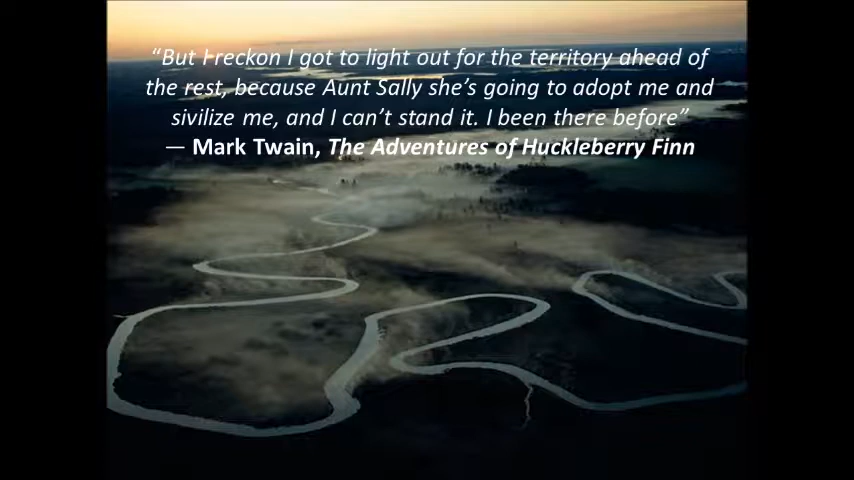 “But I reckon I got to light out for the territory ahead of
the rest, because Aunt Sally she’s going to adopt me and
sivilize me, and I can’t stand it. I been there before”
— Mark Twain, The Adventures of Huckleberry Finn